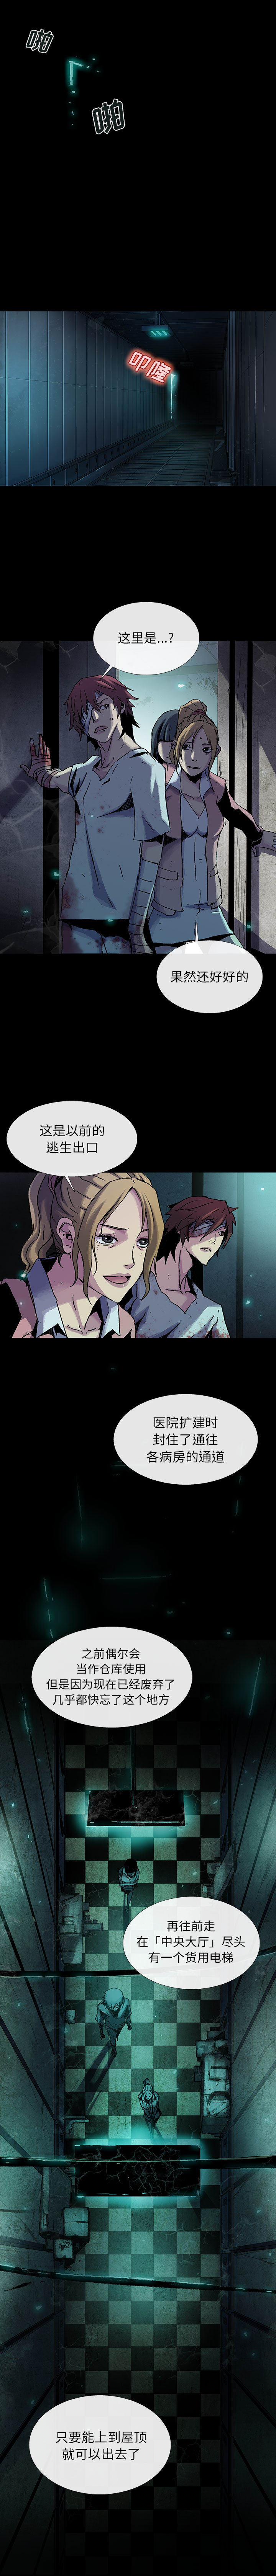 啪
啪
叩隆
这里是...?
果然还好好的
这是以前的
逃生出口
医院扩建时
封住了通往
各病房的通道
之前偶尔会
当作仓库使用
但是因为现在已经废弃了
几乎都快忘了这个地方
再往前走
在「中央大厅」尽头
有一个货用电梯
只要能上到屋顶
就可以出去了